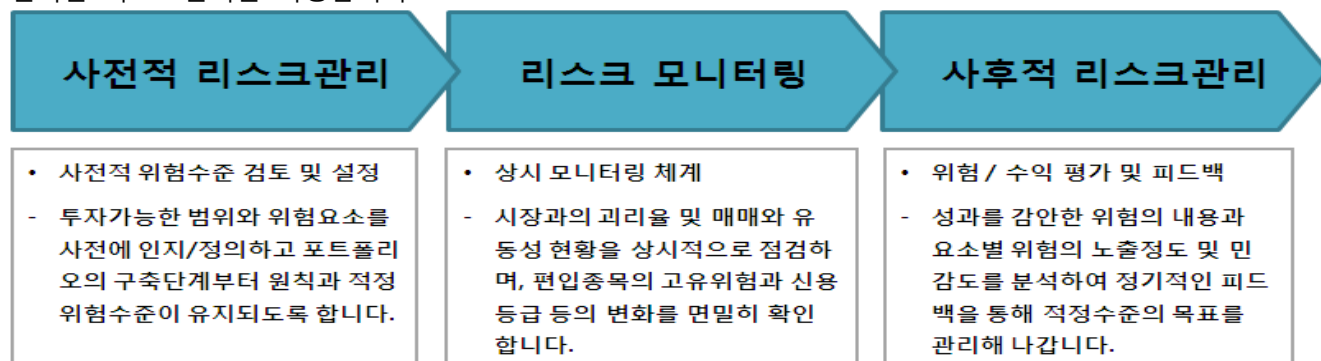 사전적 리스크관리
리스크 모니터링
사후적 리스크관리
• 사전적 위험수준 검토 및 설정
- 투자가능한 범위와 위험요소를
사전에 인지/정의하고 포트폴리
오의 구축단계부터 원칙과 적정
위험수준이 유지되도록 합니다.
• 상시 모니터링 체계
- 시장과의 괴리율 및 매매와 유
동성 현황을 상시적으로 점검하
며, 편입종목의 고유위험과 신용
등급 등의 변화를 면밀히 확인
합니다.
• 위험 / 수익 평가 및 피드백
- 성과를 감안한 위험의 내용과
요소별 위험의 노출정도 및 민
감도를 분석하여 정기적인 피드
백을 통해 적정수준의 목표를
관리해 나갑니다.